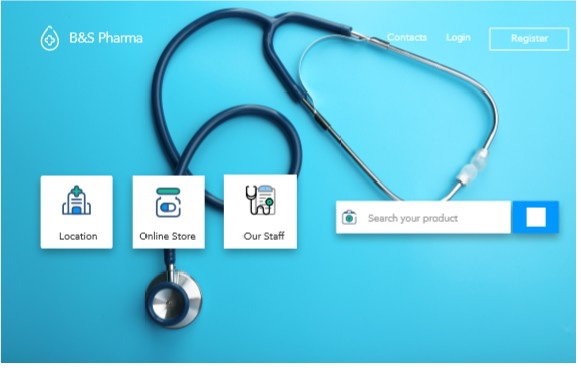 B&S Pharma
Contacts
Login
Register
Location
Online Store
Our Staff
Search your product